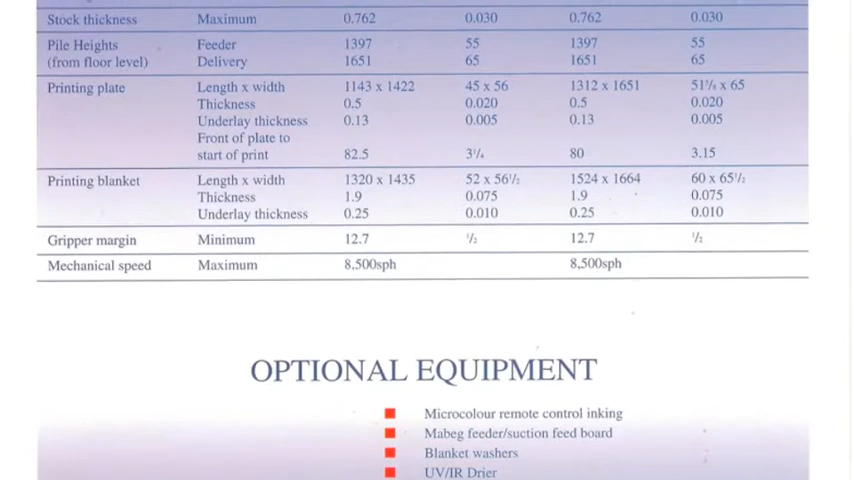 Stock thickness Maximum 0.762 0.030 0.762 0.030
Pile Heights Feeder 1397 55 1397 55
(from floor level) Delivery 1651 65 1651 65
Printing plate Length x width 1143 x 1422 45 x 56 1312 x 1651 51¾ x 65
Thickness 0.5 0.020 0.5 0.020
Underlay thickness 0.13 0.005 0.13 0.005
Front of plate to
start of print 82.5 3¼ 80 3.15
Printing blanket Length x width 1320 x 1435 52 x 56½ 1524 x 1664 60 x 65½
Thickness 1.9 0.075 1.9 0.075
Underlay thickness 0.25 0.010 0.25 0.010
Gripper margin Minimum 12.7 ½ 12.7 ½
Mechanical speed Maximum 8,500sph 8,500sph
OPTIONAL EQUIPMENT
Microcolour remote control inking
Mabeg feeder/suction feed board
Blanket washers
UV/IR Drier